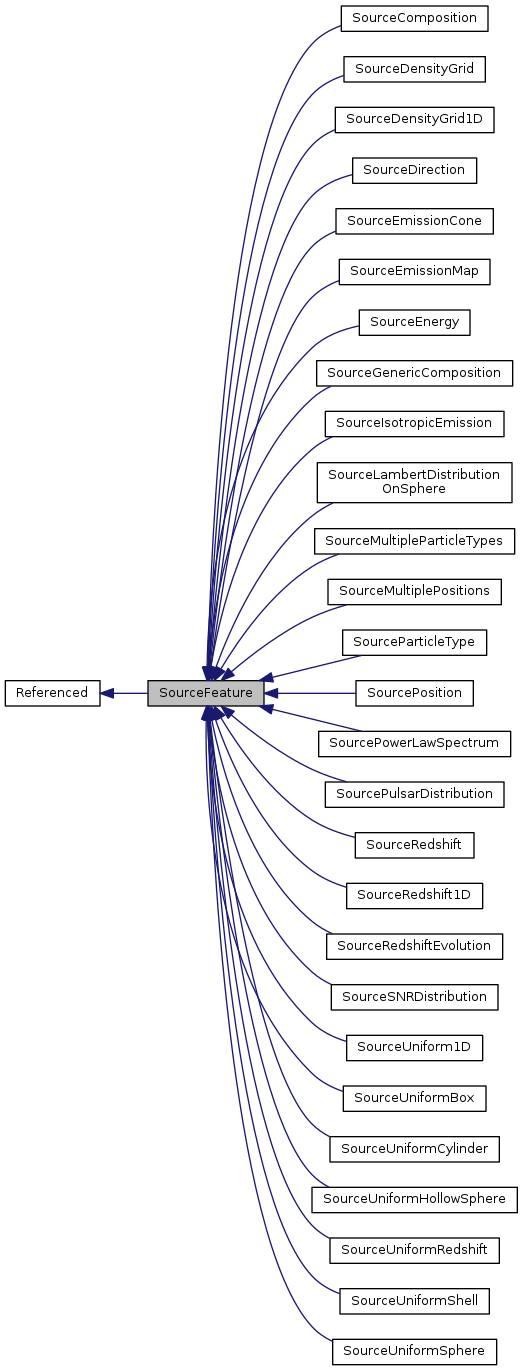 SourceComposition
SourceDensityGrid
SourceDensityGrid1D
SourceDirection
SourceEmissionCone
SourceEmissionMap
SourceEnergy
SourceGenericComposition
SourceIsotropicEmission
SourceLambertDistribution
OnSphere
SourceMultipleParticleTypes
SourceMultiplePositions
SourceParticleType
Referenced
SourceFeature
SourcePosition
SourcePowerLawSpectrum
SourcePulsarDistribution
SourceRedshift
SourceRedshift1D
SourceRedshiftEvolution
SourceSNRDistribution
SourceUniform1D
SourceUniformBox
SourceUniformCylinder
SourceUniformHollowSphere
SourceUniformRedshift
SourceUniformShell
SourceUniformSphere